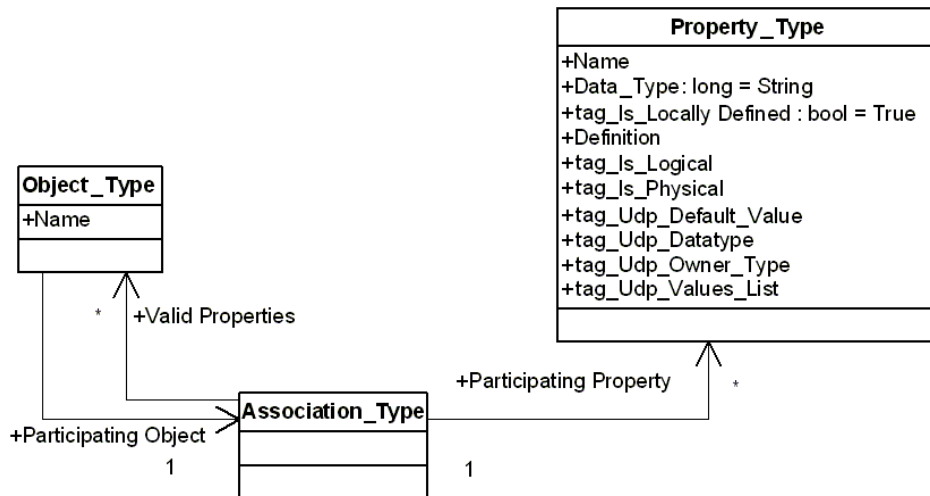 Property_Type
+Name
+Data_Type: long = String
+tag_Is_Locally Defined : bool = True
+Definition
+tag_Is_Logical
+tag_Is_Physical
+tag_Udp_Default_Value
+tag_Udp_Datatype
+tag_Udp_Owner_Type
+tag_Udp_Values_List
Object_Type
+Name
*
+Valid Properties
+Participating Property
*
Association_Type
+Participating Object
1
1